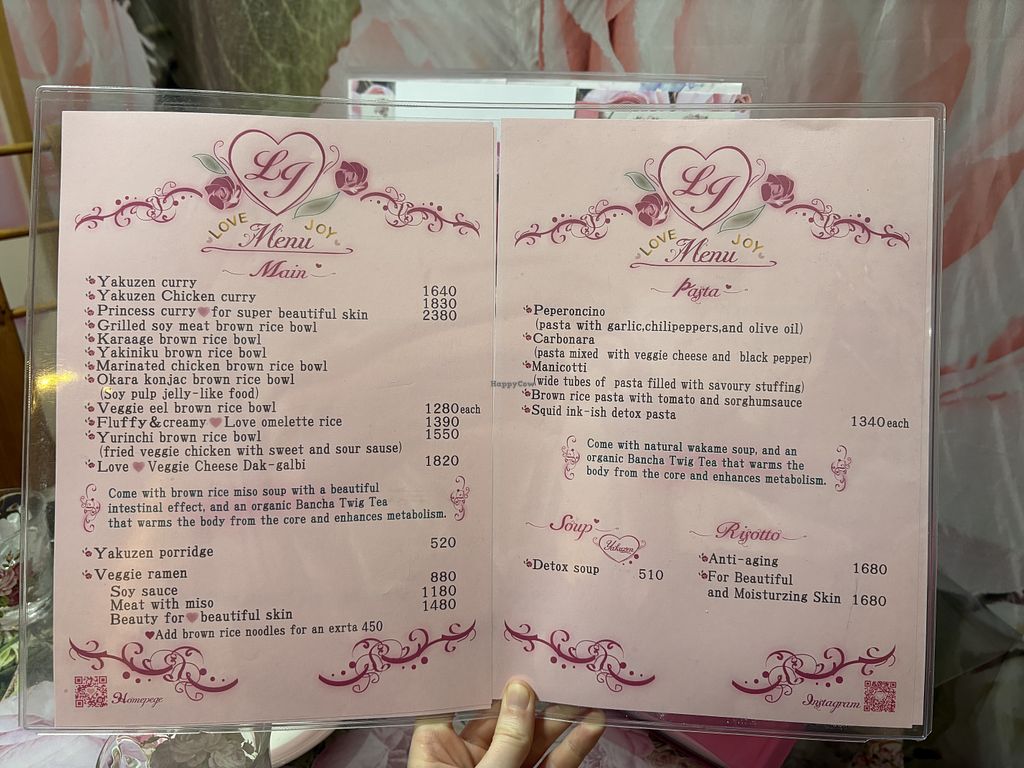 LJ
LOVE JOY
Menu
Main
Yakuzen curry 1640
Yakuzen Chicken curry 1830
Princess curry♥for super beautiful skin 2380
Grilled soy meat brown rice bowl
Karaage brown rice bowl
Yakiniku brown rice bowl
Marinated chicken brown rice bowl
Okara konjac brown rice bowl
(Soy pulp jelly-like food)
Veggie eel brown rice bowl 1280each
Fluffy&creamy♥Love omelette rice 1390
Yurinchi brown rice bowl 1550
(fried veggie chicken with sweet and sour sause)
Love♥Veggie Cheese Dak-galbi 1820
Come with brown rice miso soup with a beautiful
intestinal effect, and an organic Bancha Twig Tea
that warms the body from the core and enhances metabolism.
Yakuzen porridge 520
Veggie ramen
Soy sauce 880
Meat with miso 1180
Beauty for♥beautiful skin 1480
♥Add brown rice noodles for an exrta 450
Homepege
LJ
LOVE JOY
Menu
Pasta
Peperoncino
(pasta with garlic,chilipeppers,and olive oil)
Carbonara
(pasta mixed with veggie cheese and black pepper)
Manicotti
(wide tubes of pasta filled with savoury stuffing)
Brown rice pasta with tomato and sorghumsauce
Squid ink-ish detox pasta
1340each
Come with natural wakame soup, and an
organic Bancha Twig Tea that warms the
body from the core and enhances metabolism.
Soup
Yakuzen
Detox soup 510
Risotto
Anti-aging 1680
For Beautiful
and Moisturzing Skin 1680
Instagram
HappyCow